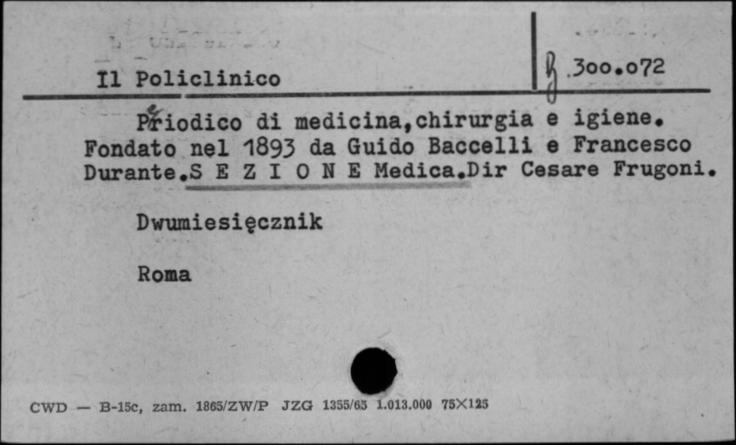 Il Policlinico
B 300.072
Periodico di medicina,chirurgia e igiene.
Fondato nel 1893 da Guido Baccelli e Francesco
Durante.S E Z I O N E Medica.Dir Cesare Frugoni.
Dwumiesięcznik
Roma
CWD — B-15c, zam. 1865/ZW/P JZG 1355/65 1.013.000 75X125